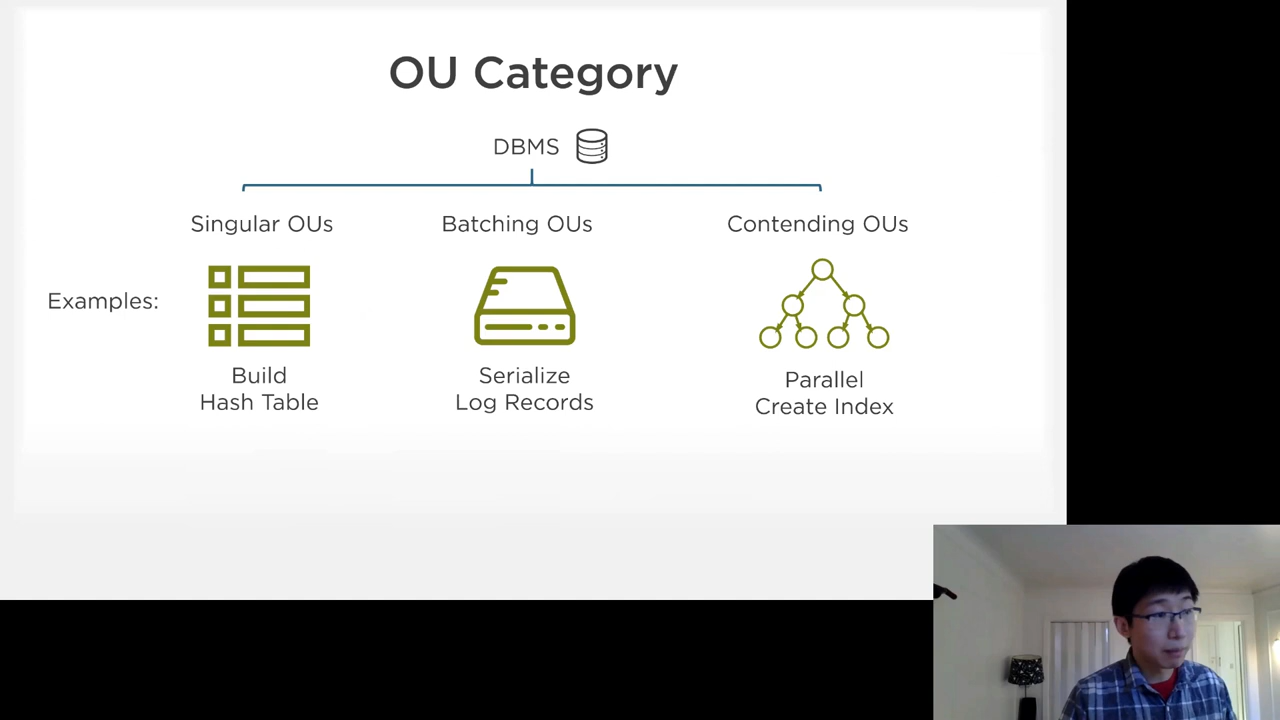 OU Category
DBMS
Singular OUs
Batching OUs
Contending OUs
Examples:
Build
Hash Table
Serialize
Log Records
Parallel
Create Index